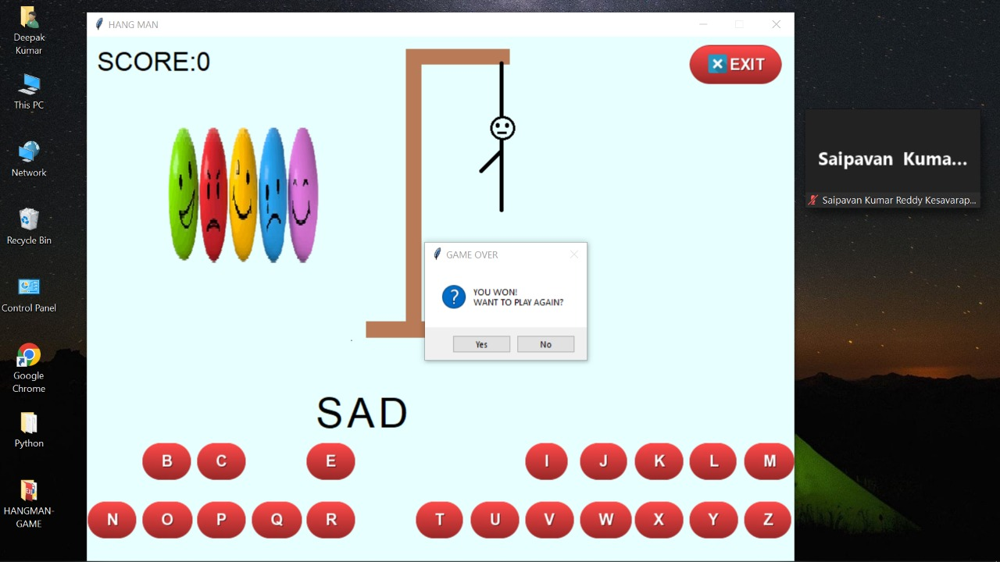 Deepak
Kumar
This PC
Network
Recycle Bin
Control Panel
Google
Chrome
Python
HANGMAN-
GAME
HANG MAN
SCORE:0
EXIT
GAME OVER
?
YOU WON!
WANT TO PLAY AGAIN?
Yes
No
SAD
B C E I J K L M
N O P Q R T U V W X Y Z
Saipavan Kuma...
Saipavan Kumar Reddy Kesavarap...